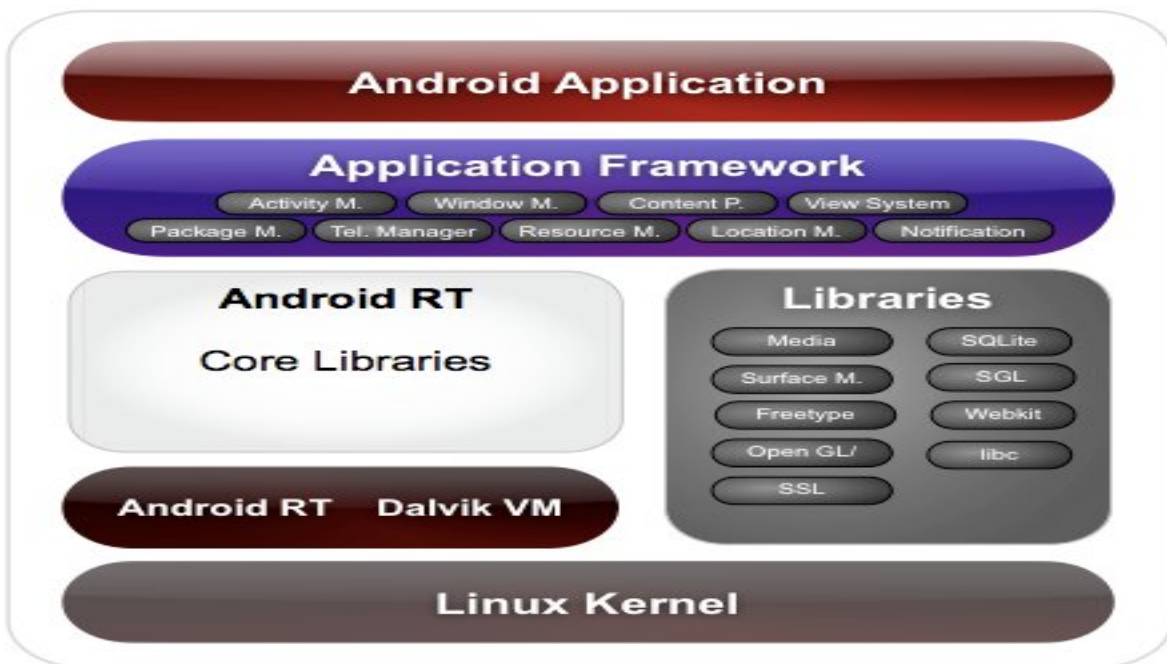 Android Application
Application Framework
Activity M. Window M. Content P. View System
Package M. Tel. Manager Resource M. Location M. Notification
Android RT
Core Libraries
Android RT Dalvik VM
Libraries
Media SQLite
Surface M. SGL
Freetype Webkit
Open GL/ libc
SSL
Linux Kernel